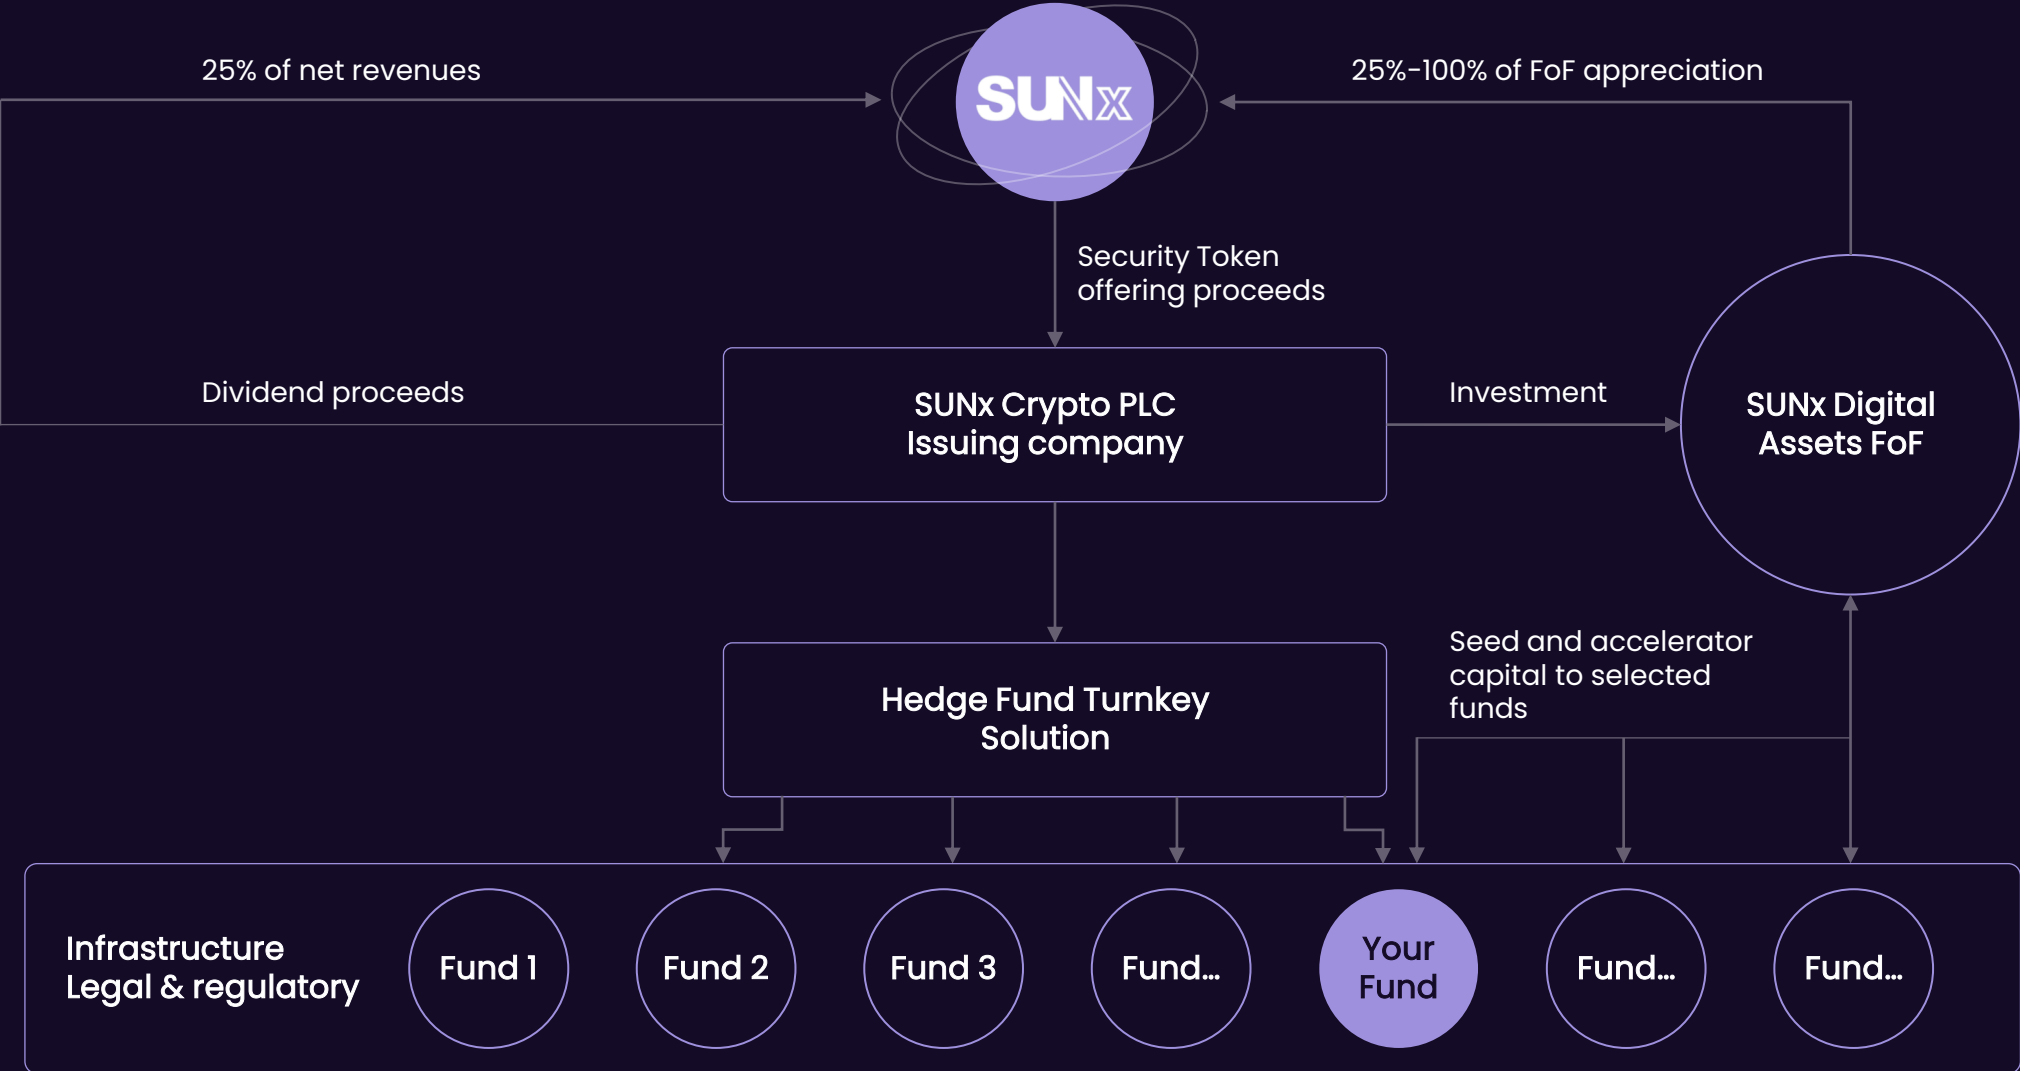 25% of net revenues
SUNx
25%-100% of FoF appreciation
Security Token
offering proceeds
Dividend proceeds
SUNx Crypto PLC
Issuing company
Investment
SUNx Digital
Assets FoF
Hedge Fund Turnkey
Solution
Seed and accelerator
capital to selected
funds
Infrastructure
Legal & regulatory
Fund 1
Fund 2
Fund 3
Fund...
Your
Fund
Fund...
Fund...